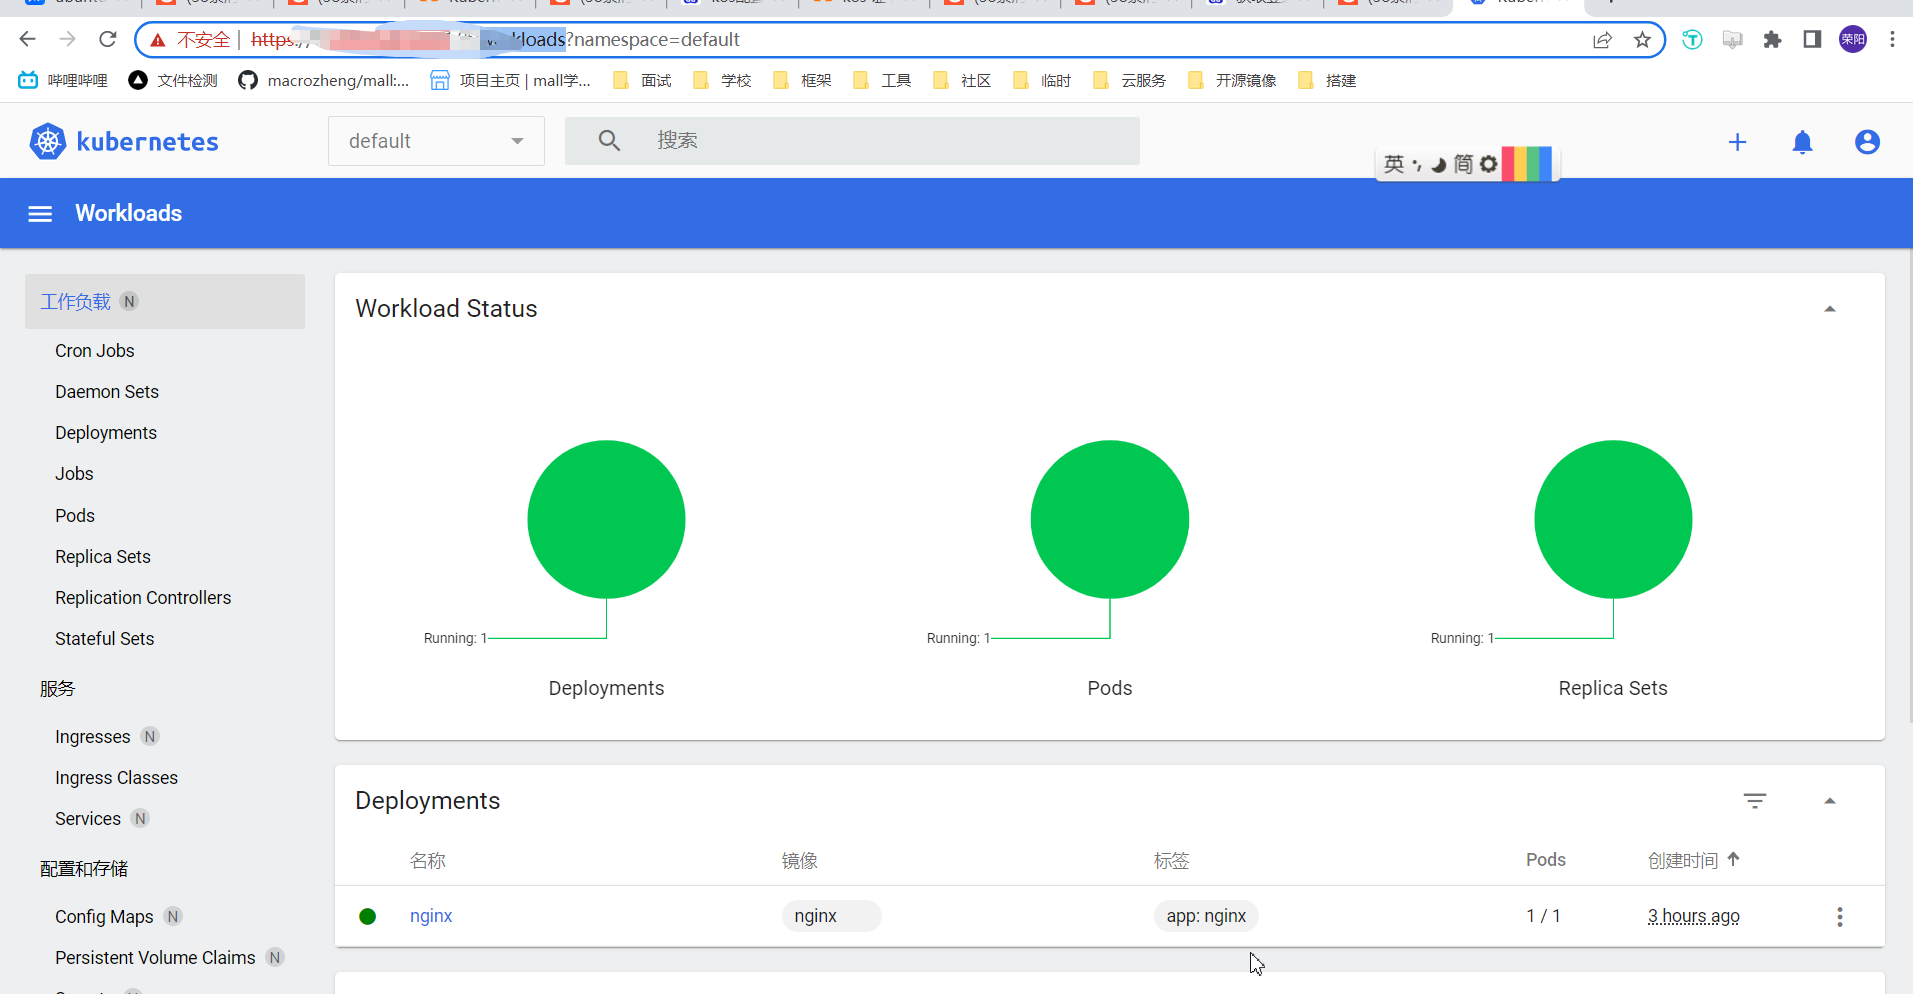 不安全 | https:// kloads?namespace=default
荣阳
哔哩哔哩 文件检测 macrozheng/mall:... 项目主页 | mall学... 面试 学校 框架 工具 社区 临时 云服务 开源镜像 搭建
kubernetes default 搜索
英 简
Workloads
工作负载 N
Cron Jobs
Daemon Sets
Deployments
Jobs
Pods
Replica Sets
Replication Controllers
Stateful Sets
服务
Ingresses N
Ingress Classes
Services N
配置和存储
Config Maps N
Persistent Volume Claims N
Workload Status
Running: 1
Deployments
Running: 1
Pods
Running: 1
Replica Sets
Deployments
名称 镜像 标签 Pods 创建时间
nginx nginx app: nginx 1 / 1 3 hours ago